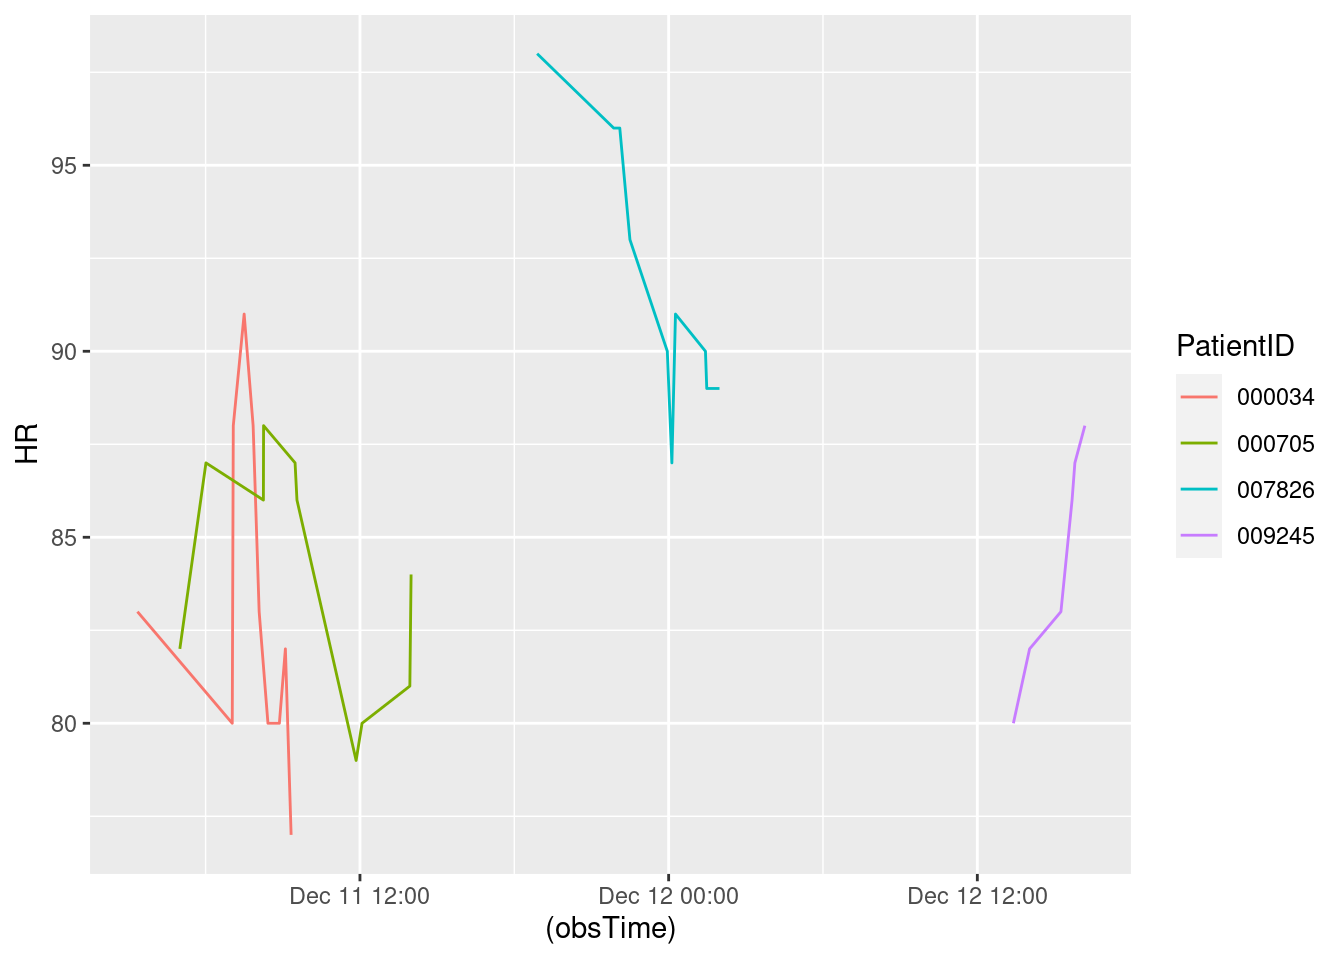 HR
95
90
85
80
Dec 11 12:00
Dec 12 00:00
Dec 12 12:00
(obsTime)
PatientID
000034
000705
007826
009245